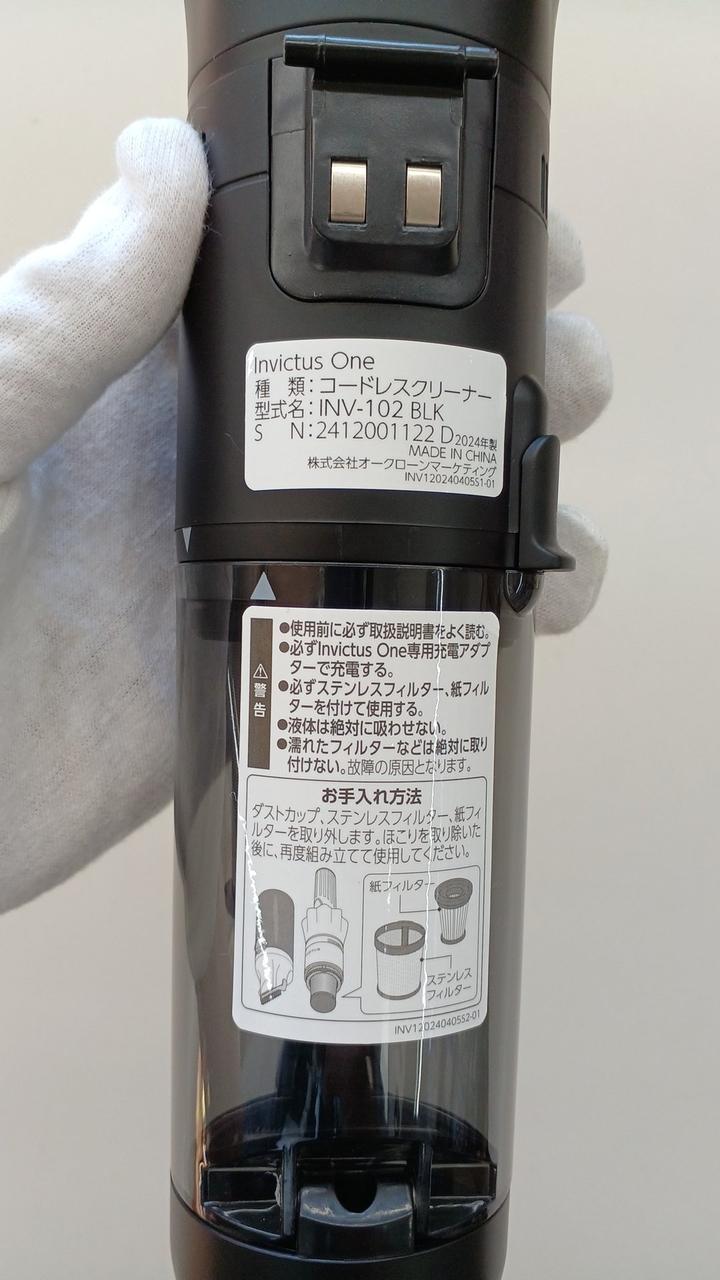 Invictus One
種　類：コードレスクリーナー
型式名：INV-102 BLK
S　N：2412001122 D 2024年製
MADE IN CHINA
株式会社オークローンマーケティング
INV120240405S1-01
警告
●使用前に必ず取扱説明書をよく読む。
●必ずInvictus One専用充電アダプ
ターで充電する。
●必ずステンレスフィルター、紙フィル
ターを付けて使用する。
●液体は絶対に吸わせない。
●濡れたフィルターなどは絶対に取り
付けない。故障の原因となります。
お手入れ方法
ダストカップ、ステンレスフィルター、紙フィ
ルターを取り外します。ほこりを取り除いた
後に、再度組み立てて使用してください。
紙フィルター
ステンレス
フィルター
INV120240405S2-01